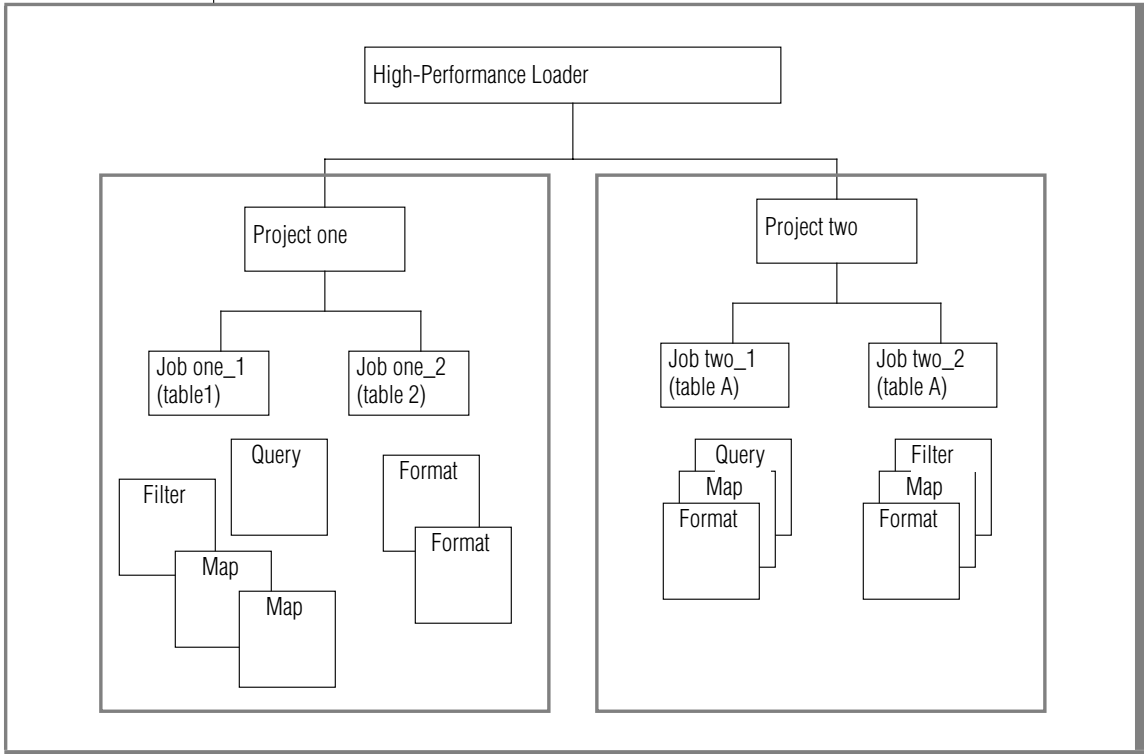 High-Performance Loader
Project one
Project two
Job one_1
(table1)
Job one_2
(table 2)
Job two_1
(table A)
Job two_2
(table A)
Query
Filter
Map
Map
Format
Format
Query
Map
Format
Filter
Map
Format